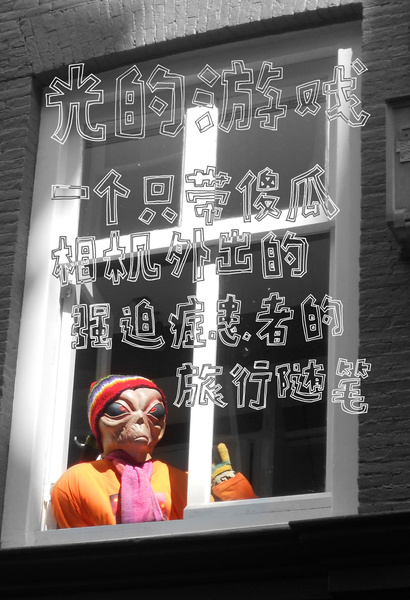 光的游戏
一个只带傻瓜
相机外出的
强迫症患者的
旅行随笔